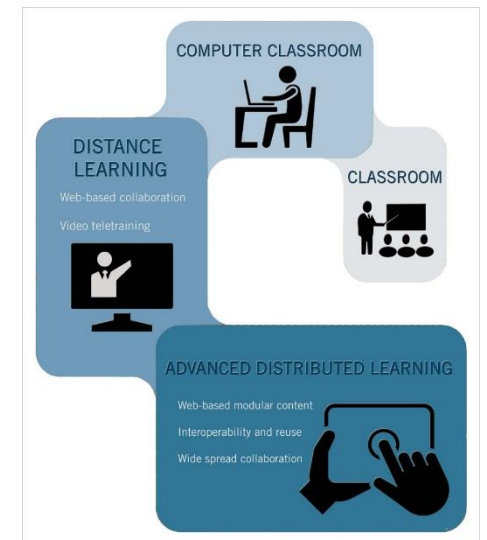 COMPUTER CLASSROOM
DISTANCE
LEARNING
Web-based collaboration
Video teletraining
CLASSROOM
ADVANCED DISTRIBUTED LEARNING
Web-based modular content
Interoperability and reuse
Wide spread collaboration